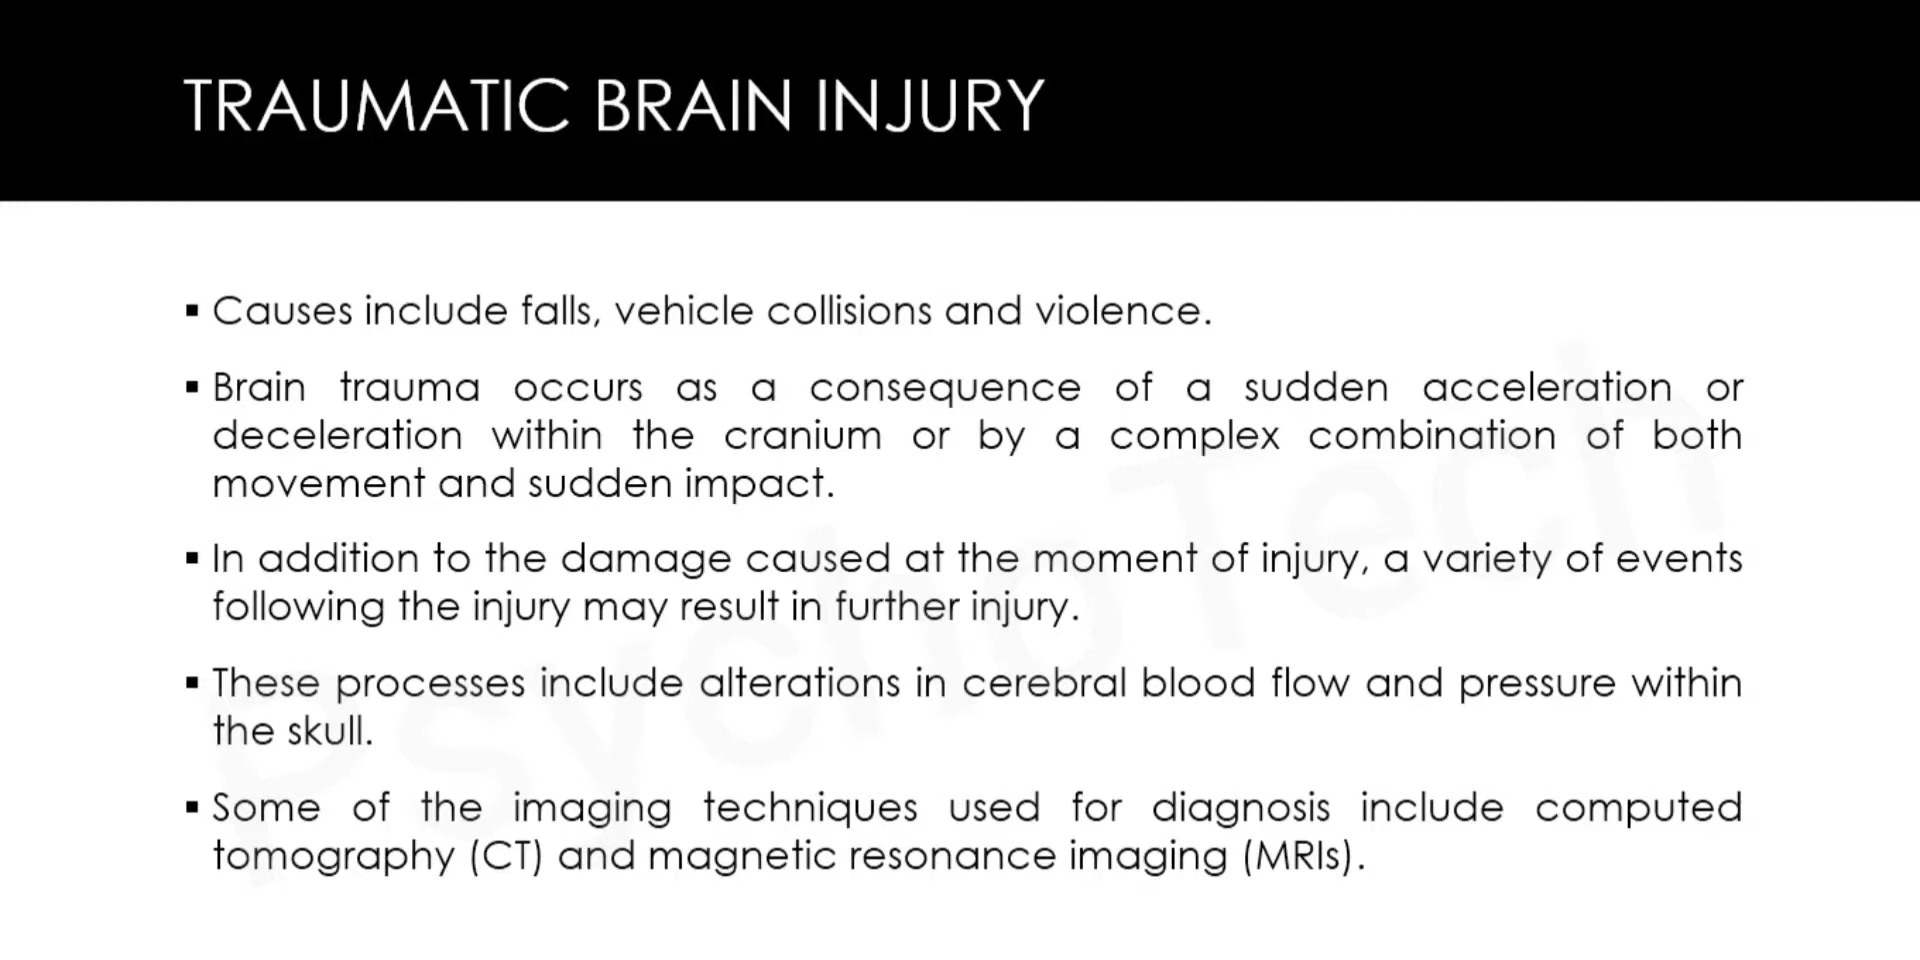 TRAUMATIC BRAIN INJURY
▪ Causes include falls, vehicle collisions and violence.
▪ Brain trauma occurs as a consequence of a sudden acceleration or
deceleration within the cranium or by a complex combination of both
movement and sudden impact.
▪ In addition to the damage caused at the moment of injury, a variety of events
following the injury may result in further injury.
▪ These processes include alterations in cerebral blood flow and pressure within
the skull.
▪ Some of the imaging techniques used for diagnosis include computed
tomography (CT) and magnetic resonance imaging (MRIs).
PsychoTech